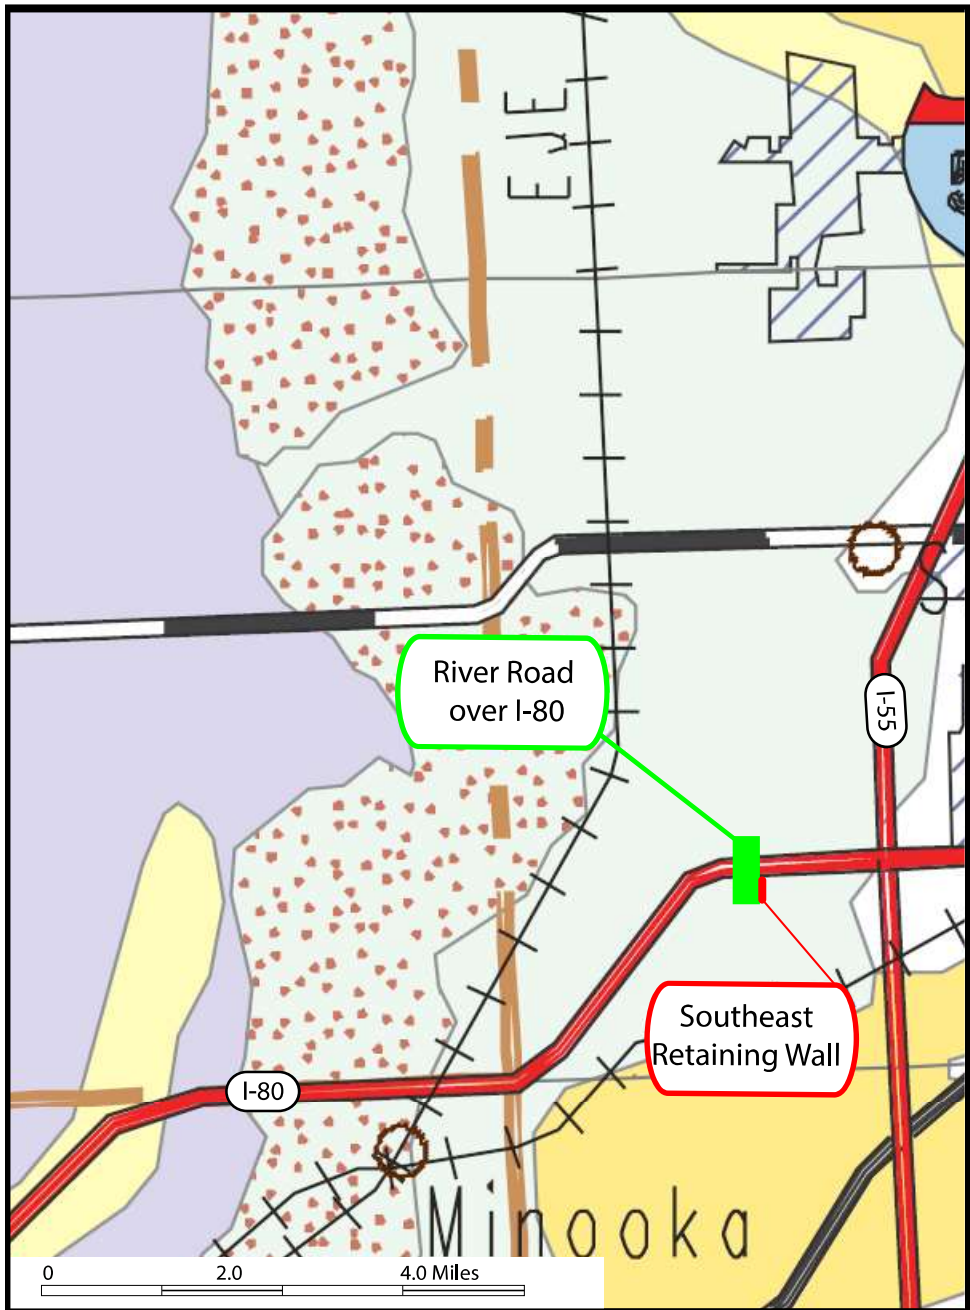 EJE
River Road
over I-80
I-55
S
Southeast
Retaining Wall
I-80
Minooka
0 2.0 4.0 Miles